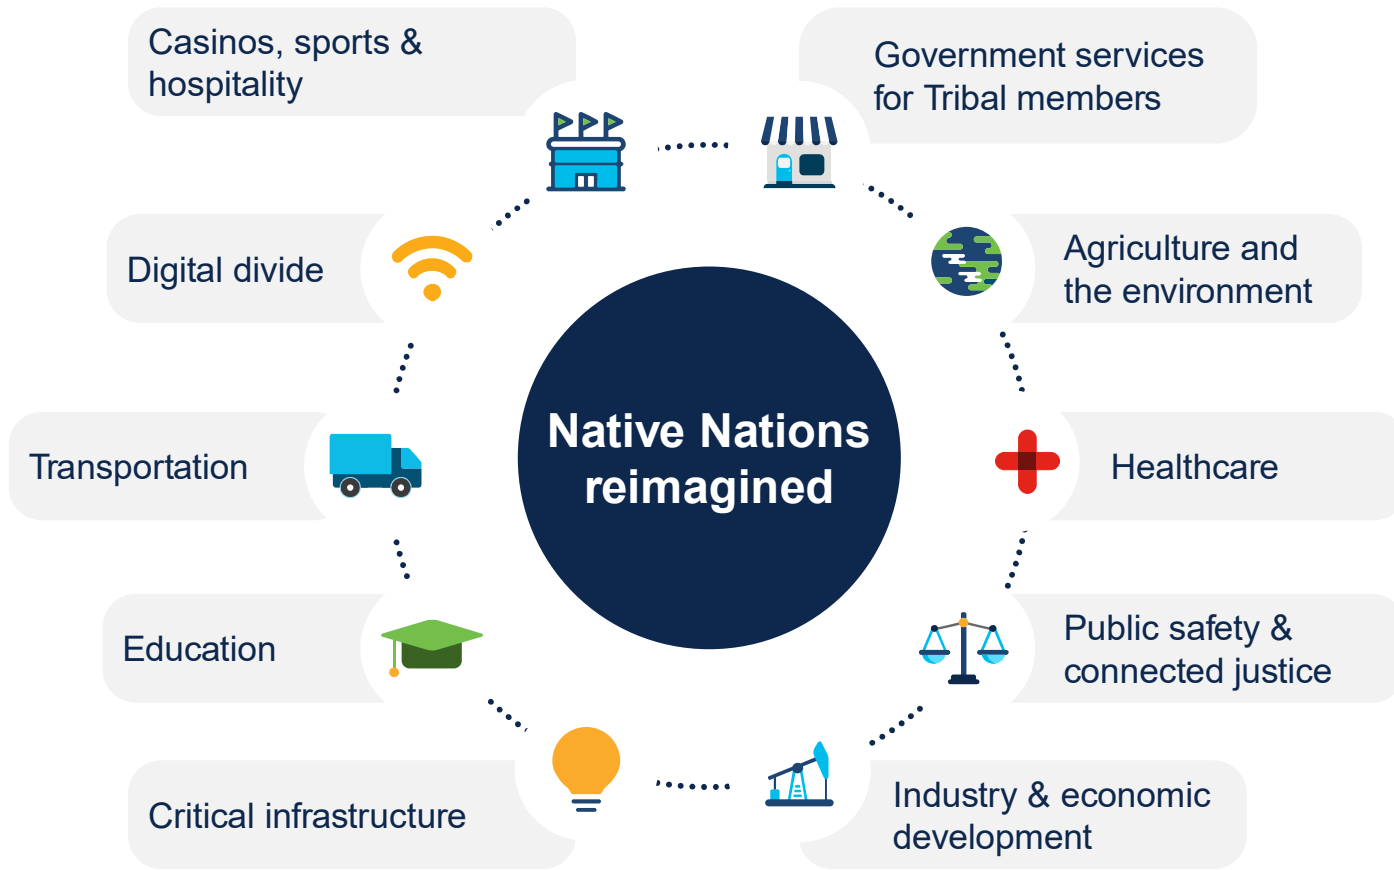 Casinos, sports &
hospitality
Government services
for Tribal members
Digital divide
Agriculture and
the environment
Native Nations
reimagined
Transportation
Healthcare
Education
Public safety &
connected justice
Critical infrastructure
Industry & economic
development